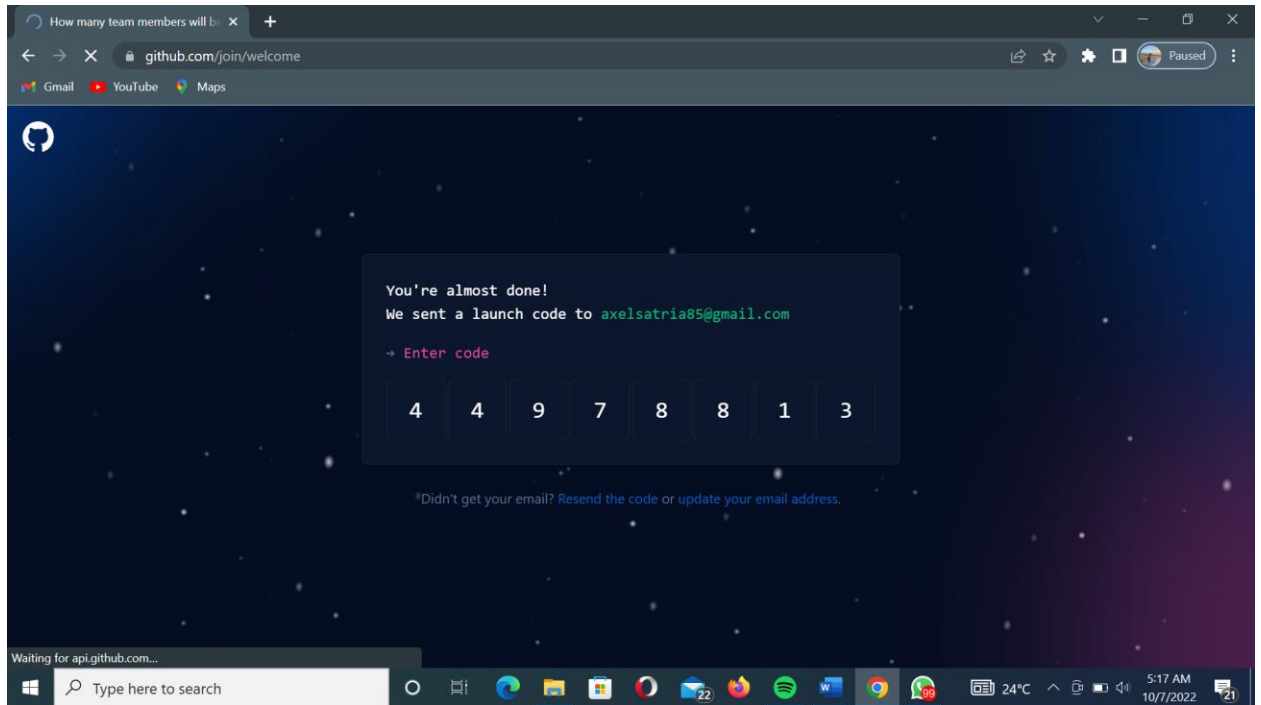 How many team members will b
github.com/join/welcome
Paused
Gmail
YouTube
Maps
You're almost done!
We sent a launch code to axelsatria85@gmail.com
→ Enter code
4 4 9 7 8 8 1 3
*Didn't get your email? Resend the code or update your email address.
Waiting for api.github.com...
Type here to search
22
99
24°C
5:17 AM
10/7/2022
21